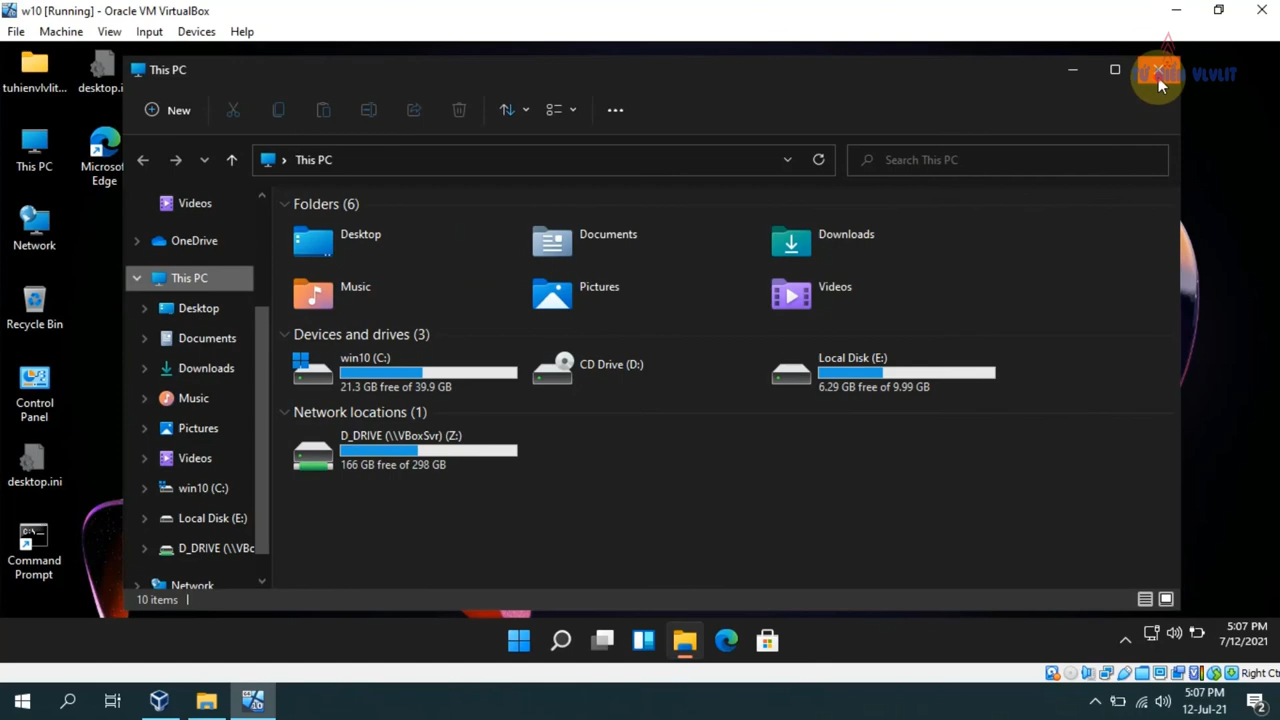 w10 [Running] - Oracle VM VirtualBox
File Machine View Input Devices Help
tuhienvlvlit...
desktop.i
This PC
Microsoft Edge
Network
Recycle Bin
Control Panel
desktop.ini
Command Prompt
This PC
VLVLIT
New
This PC
Search This PC
Videos
OneDrive
This PC
Desktop
Documents
Downloads
Music
Pictures
Videos
win10 (C:)
Local Disk (E:)
D_DRIVE (\\VBc
Network
Folders (6)
Desktop
Documents
Downloads
Music
Pictures
Videos
Devices and drives (3)
win10 (C:)
21.3 GB free of 39.9 GB
CD Drive (D:)
Local Disk (E:)
6.29 GB free of 9.99 GB
Network locations (1)
D_DRIVE (\\VBoxSvr) (Z:)
166 GB free of 298 GB
10 items
5:07 PM
7/12/2021
Right Ctr
5:07 PM
12-Jul-21
2